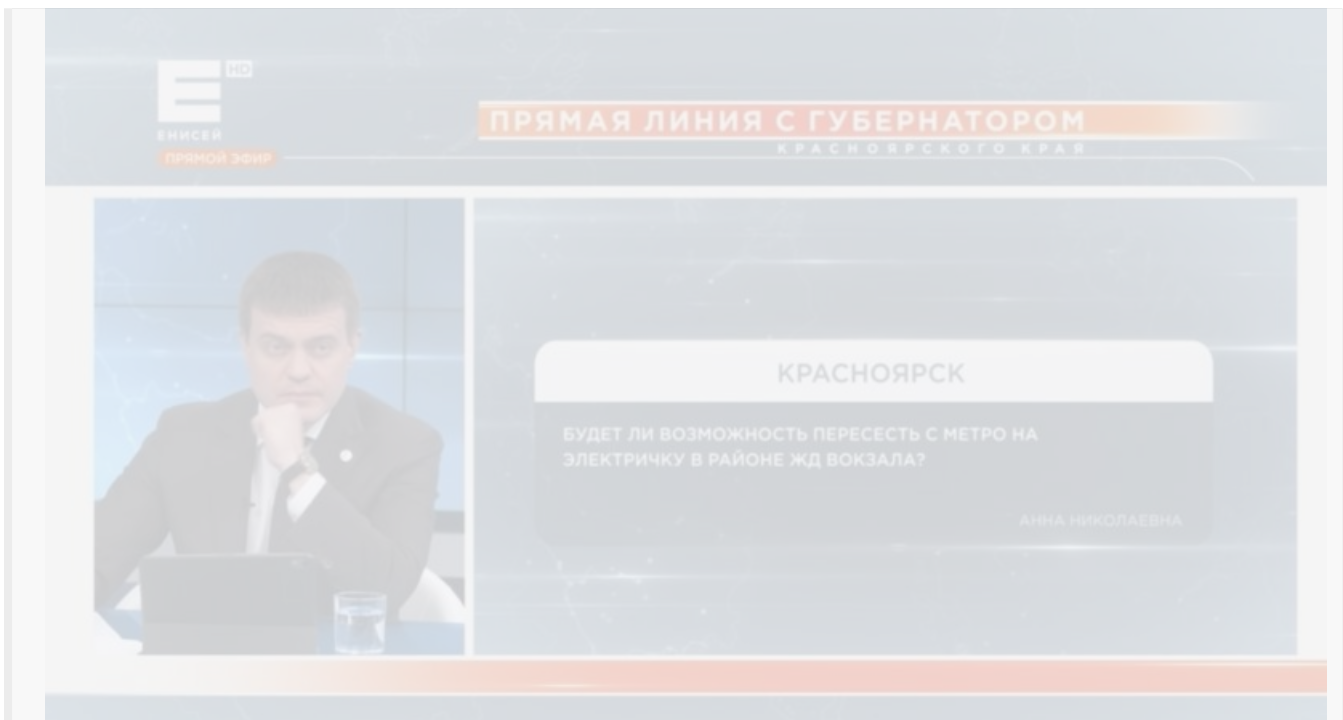 HD
ЕНИСЕЙ
ПРЯМОЙ ЭФИР
ПРЯМАЯ ЛИНИЯ С ГУБЕРНАТОРОМ
КРАСНОЯРСКОГО КРАЯ
КРАСНОЯРСК
БУДЕТ ЛИ ВОЗМОЖНОСТЬ ПЕРЕСЕСТЬ С МЕТРО НА
ЭЛЕКТРИЧКУ В РАЙОНЕ ЖД ВОКЗАЛА?
АННА НИКОЛАЕВНА